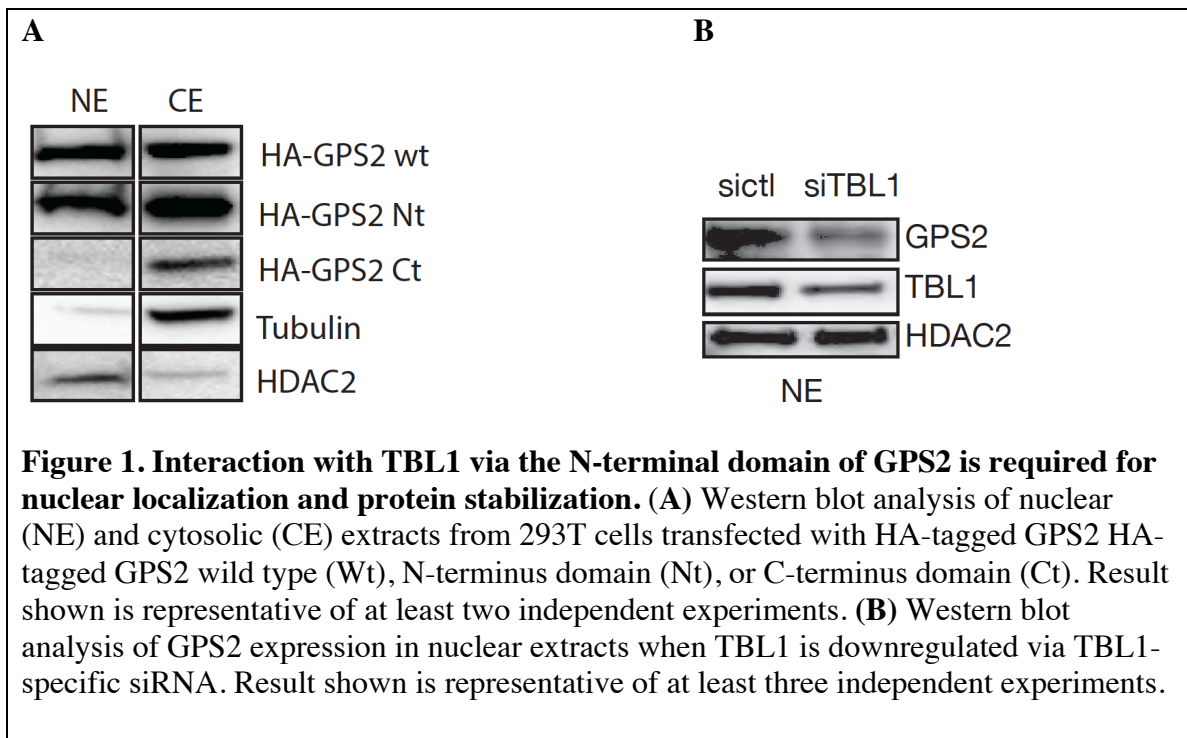 A
B
NE CE
HA-GPS2 wt
HA-GPS2 Nt
HA-GPS2 Ct
Tubulin
HDAC2
sictl siTBL1
GPS2
TBL1
HDAC2
NE
Figure 1. Interaction with TBL1 via the N-terminal domain of GPS2 is required for
nuclear localization and protein stabilization. (A) Western blot analysis of nuclear
(NE) and cytosolic (CE) extracts from 293T cells transfected with HA-tagged GPS2 HA-
tagged GPS2 wild type (Wt), N-terminus domain (Nt), or C-terminus domain (Ct). Result
shown is representative of at least two independent experiments. (B) Western blot
analysis of GPS2 expression in nuclear extracts when TBL1 is downregulated via TBL1-
specific siRNA. Result shown is representative of at least three independent experiments.